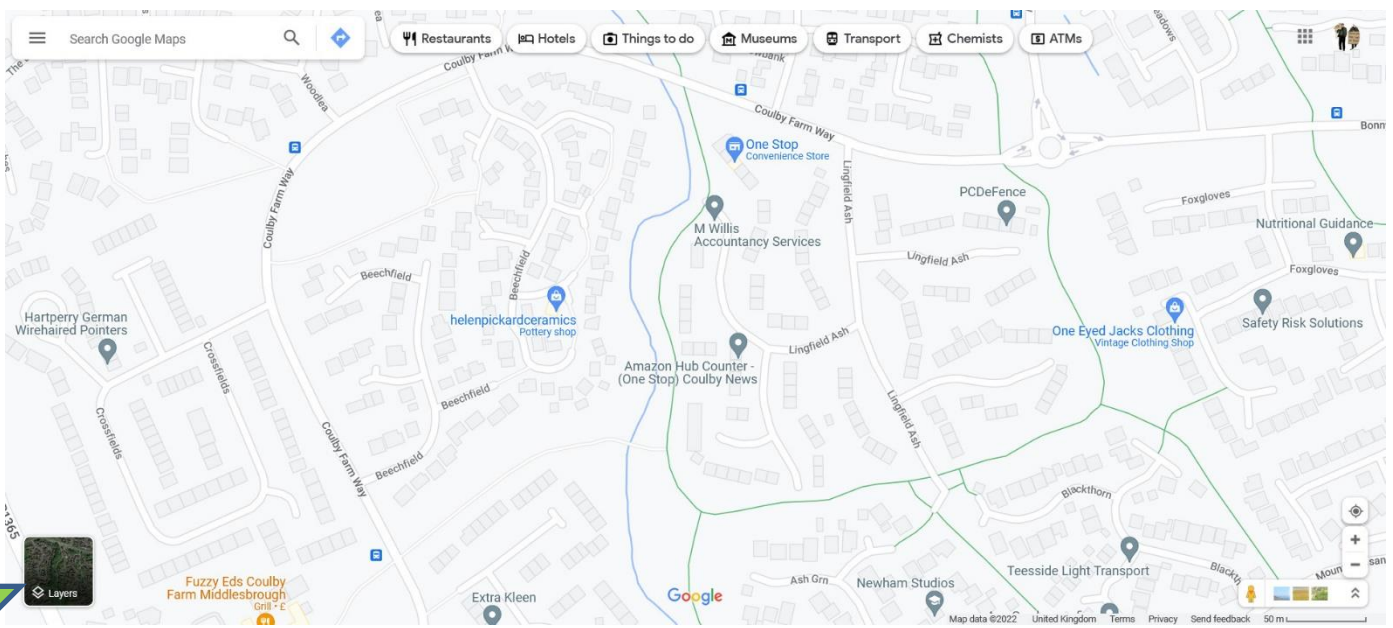 Search Google Maps
Restaurants
Hotels
Things to do
Museums
Transport
Chemists
ATMs
Woodlea
Coulby Farm Way
Coulby Farm Way
One Stop
Convenience Store
Lingfield Ash
PCDeFence
Foxgloves
Nutritional Guidance
M Willis
Accountancy Services
Coulby Farm Way
Beechfield
Beechfield
Lingfield Ash
Foxgloves
helenpickardceramics
Pottery shop
Hartperry German
Wirehaired Pointers
Crossfields
One Eyed Jacks Clothing
Vintage Clothing Shop
Safety Risk Solutions
Lingfield Ash
Amazon Hub Counter -
(One Stop) Coulby News
Beechfield
Crossfields
Lingfield Ash
Coulby Farm Way
Beechfield
Blackthorn
Layers
Fuzzy Eds Coulby
Farm Middlesbrough
Grill • £
Extra Kleen
Google
Ash Grn
Newham Studios
Teesside Light Transport
Map data ©2022
United Kingdom
Terms
Privacy
Send feedback
50 m